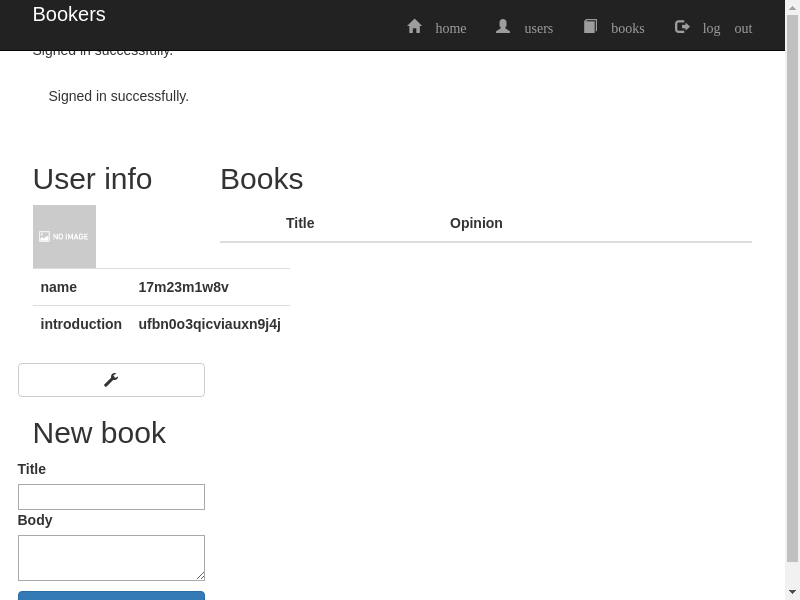 Bookers
home users books log out
Signed in successfully.
Signed in successfully.
User info
Books
NO IMAGE
Title Opinion
name 17m23m1w8v
introduction ufbn0o3qicviauxn9j4j
New book
Title
Body